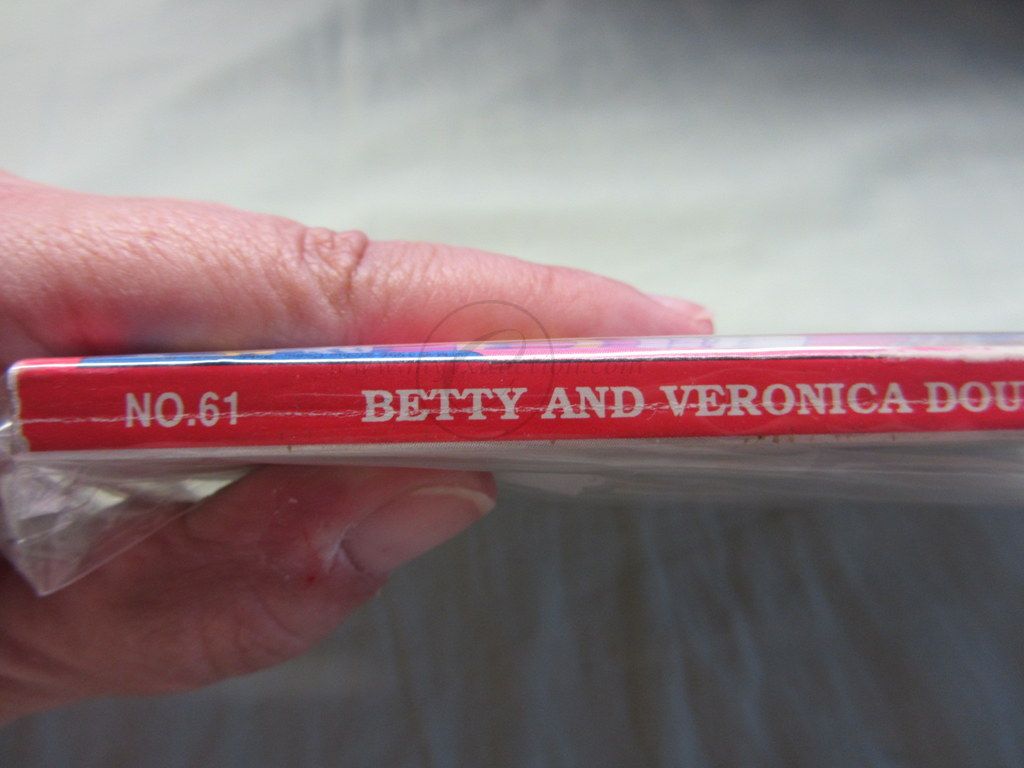 NO.61 BETTY AND VERONICA DOU